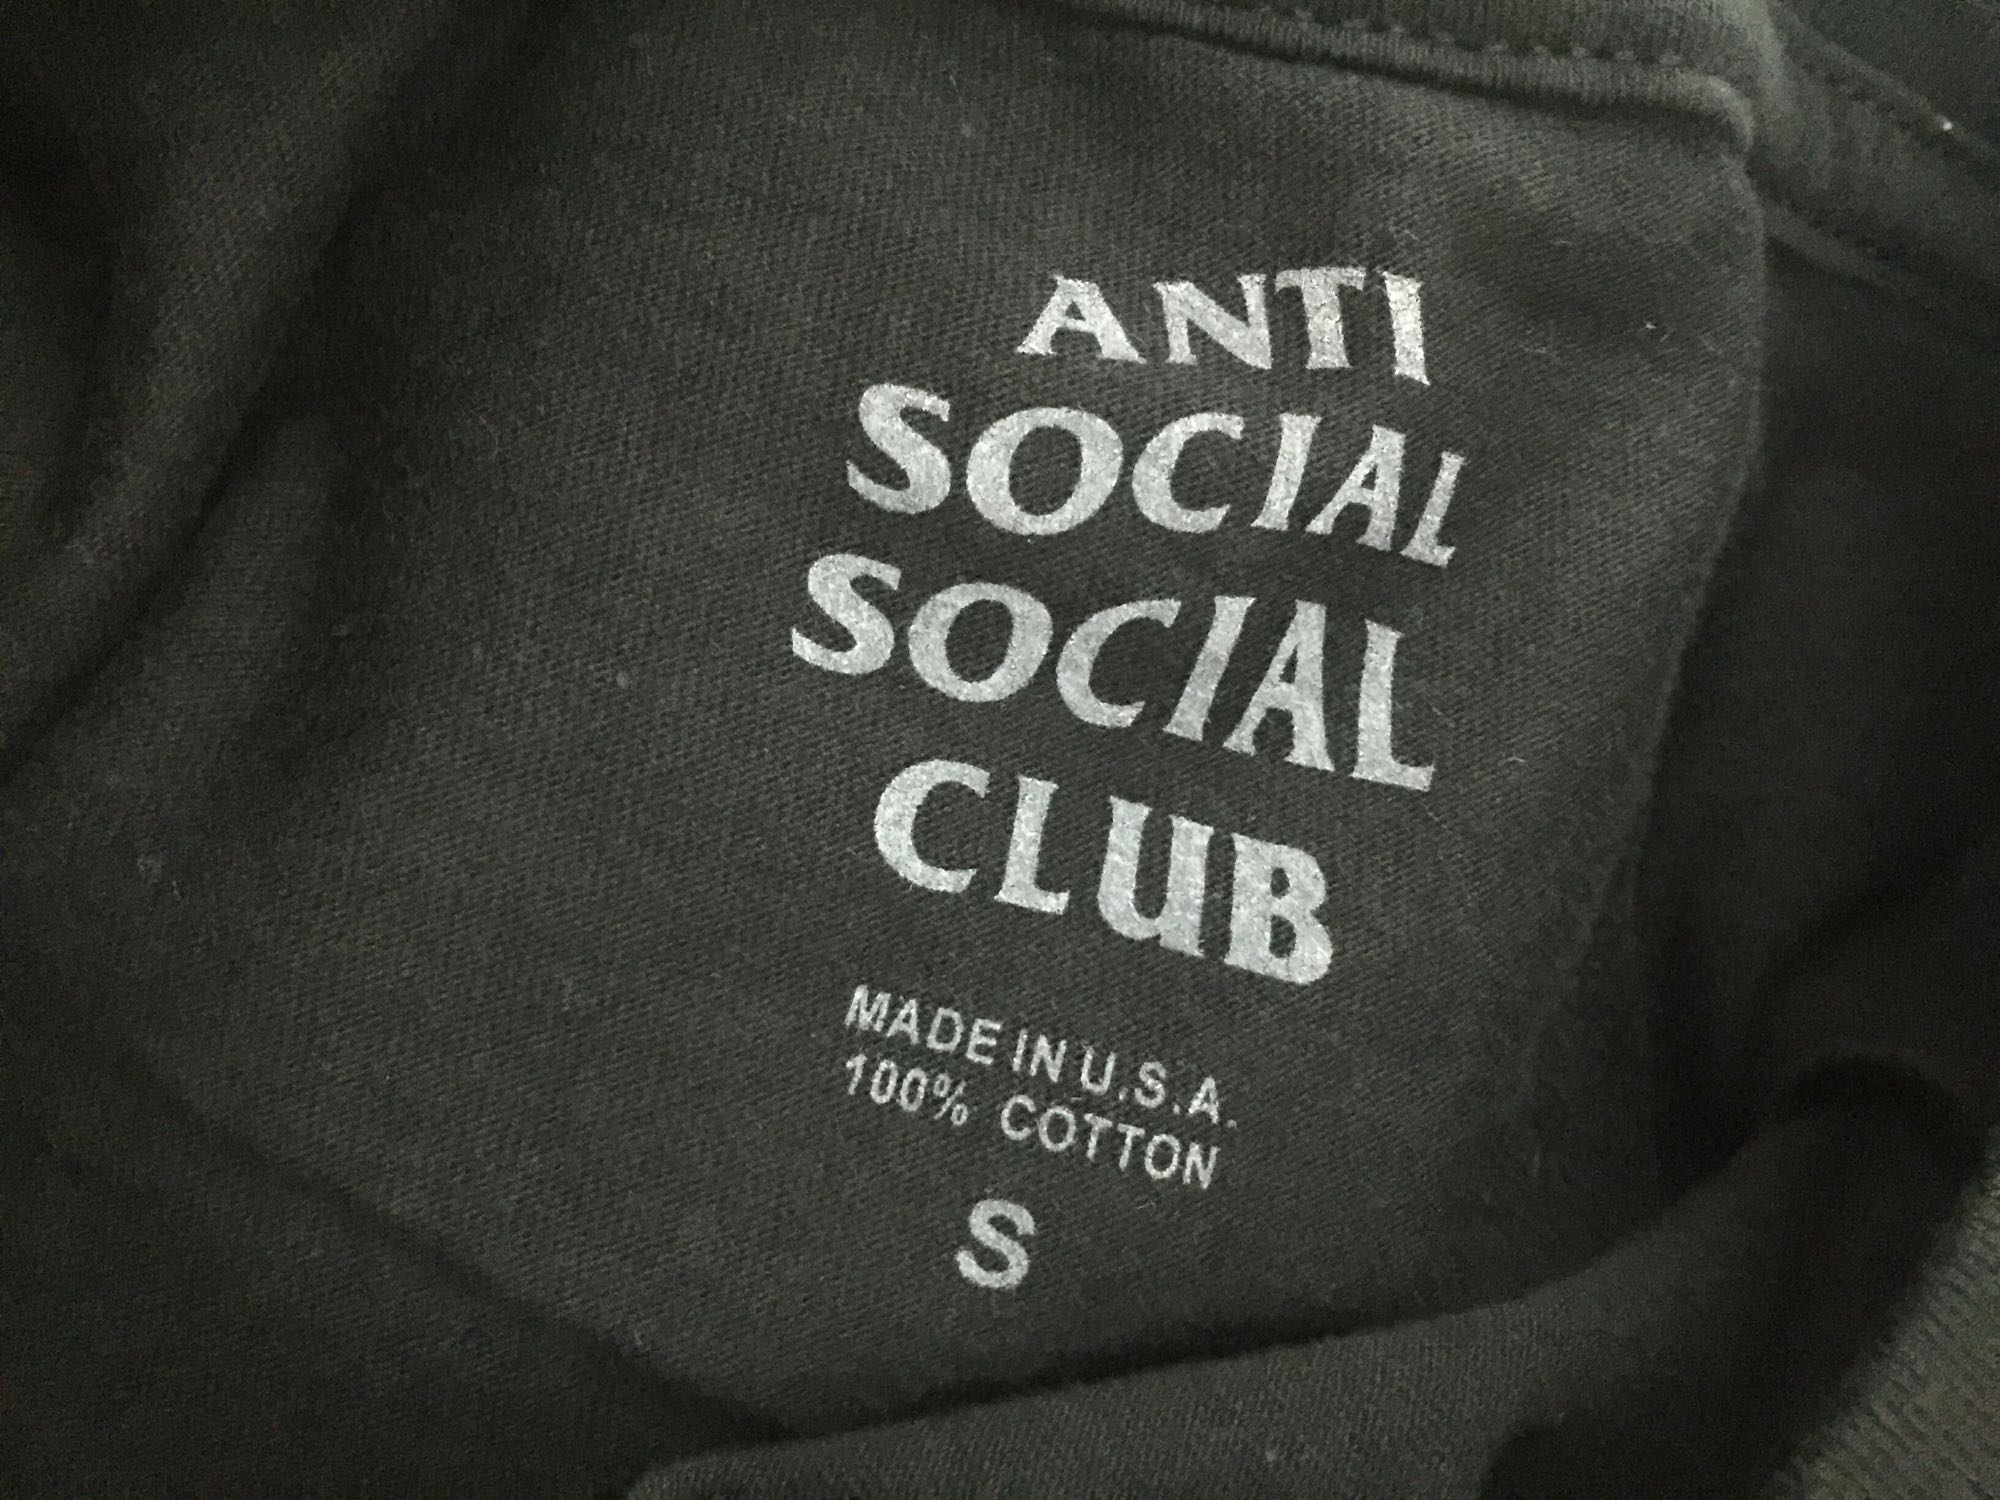 ANTI
SOCIAL
SOCIAL
CLUB
MADE IN U.S.A.
100% COTTON
S